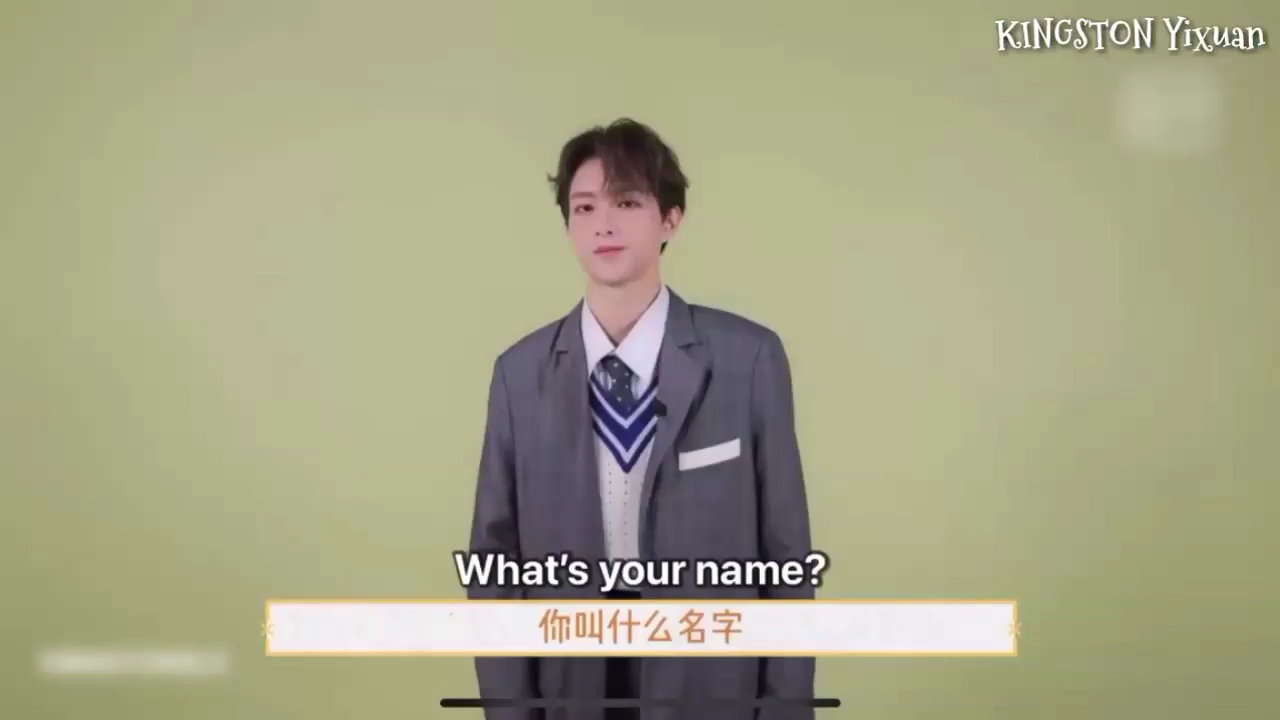 KINGSTON Yixuan
What's your name?
你叫什么名字